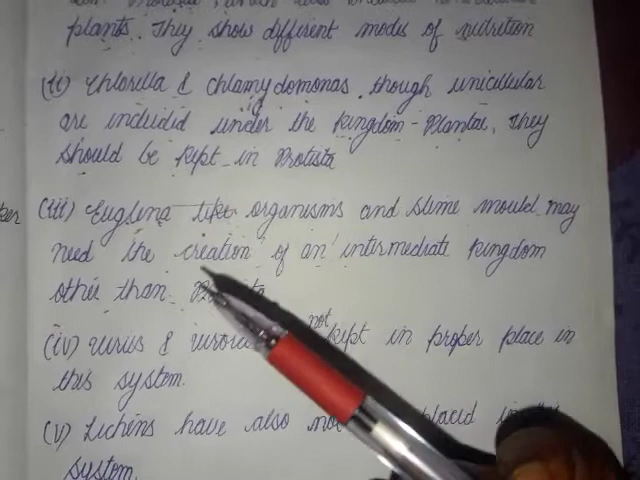 plants. They show different modes of nutrition
(ii) Chlorella & Chlamydomonas though unicellular
are included under the kingdom - Plantae, They
should be kept in Protista
(iii) Euglena like organisms and slime mould may
need the creation of an intermediate kingdom
other than
(iv) Virus & kept in proper place in
not
this system.
(v) Lichens have also
system.